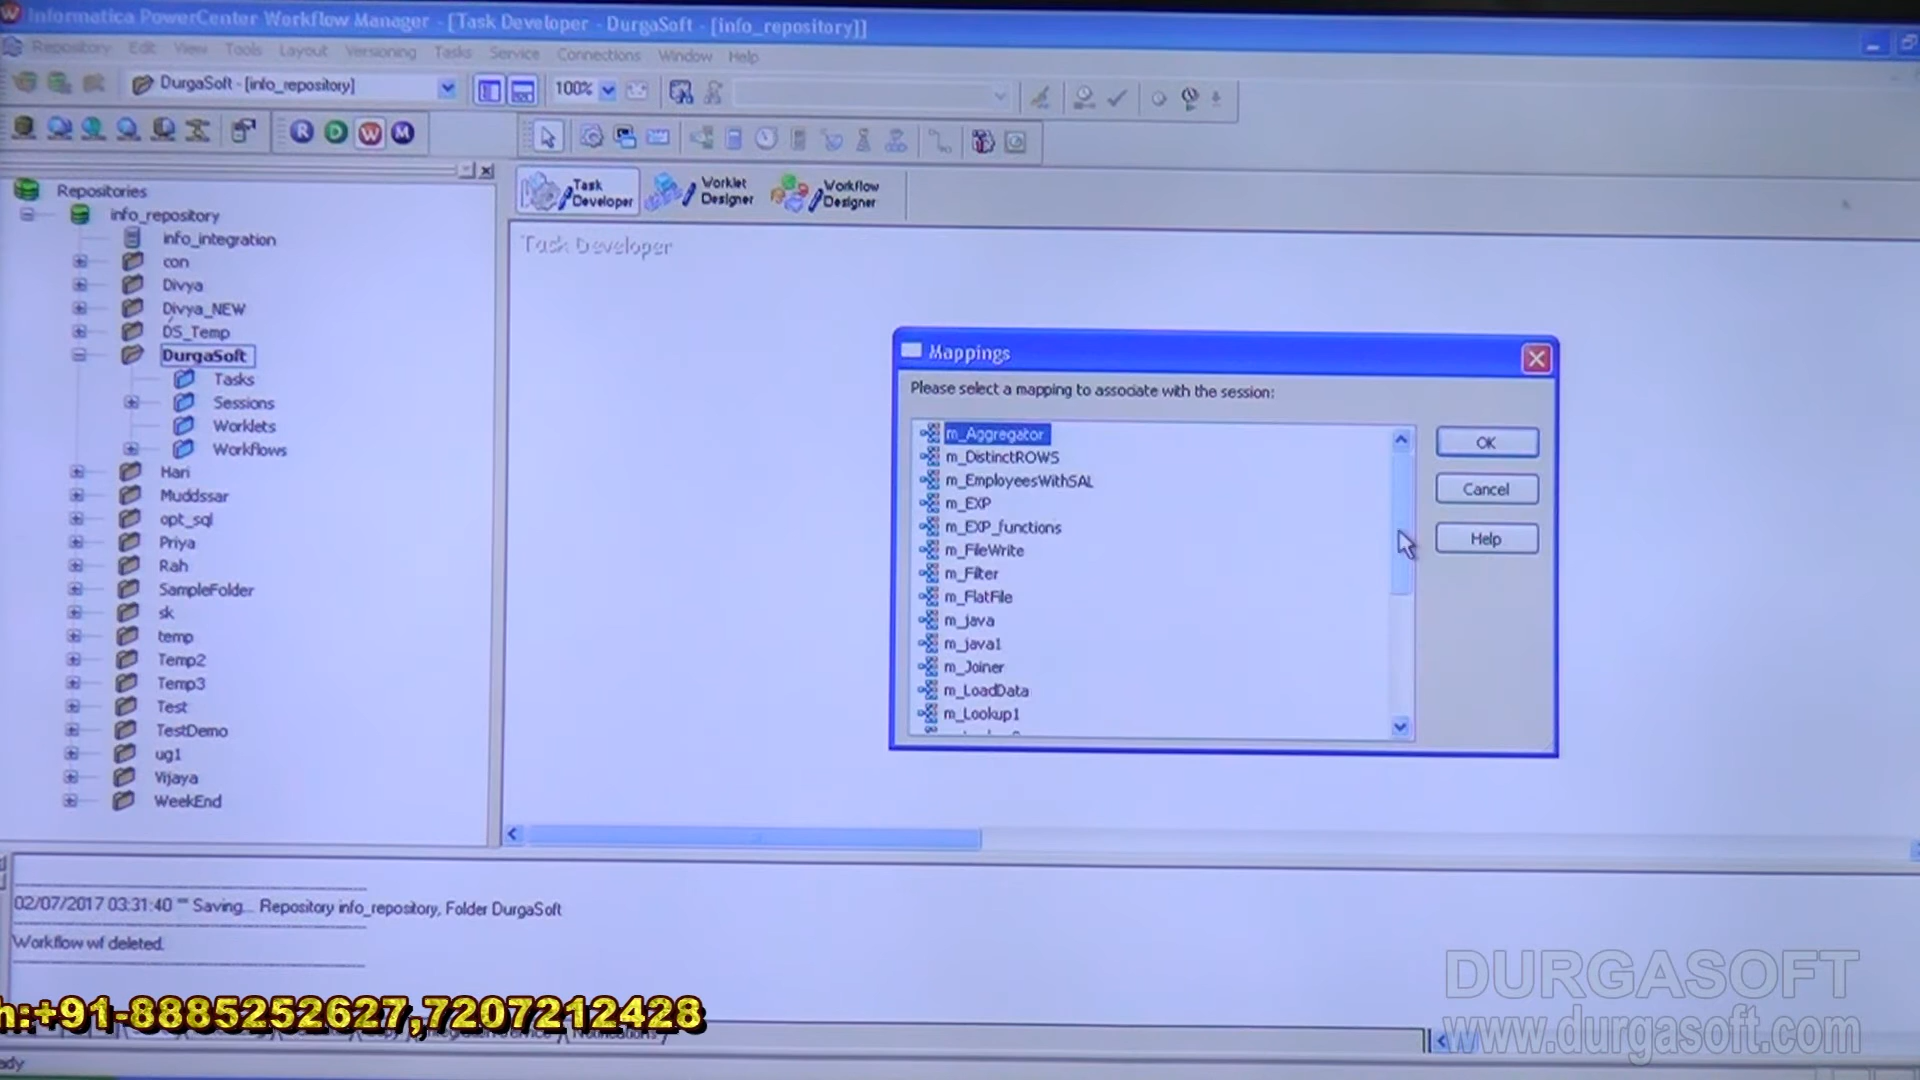 Informatica PowerCenter Workflow Manager - [Task Developer - DurgaSoft - [info_repository]]
Repository Edit View Tools Layout Versioning Tasks Service Connections Window Help
DurgaSoft - [info_repository]
100%
R D W M
Task Developer
Worklet Designer
Workflow Designer
Repositories
info_repository
info_integration
con
Divya
Divya_NEW
DS_Temp
DurgaSoft
Tasks
Sessions
Worklets
Workflows
Hari
Muddssar
opt_sql
Priya
Rah
SampleFolder
sk
temp
Temp2
Temp3
Test
TestDemo
ug1
Vijaya
WeekEnd
Task Developer
Mappings
Please select a mapping to associate with the session:
m_Aggregator
m_DistinctROWS
m_EmployeesWithSAL
m_EXP
m_EXP_functions
m_FileWrite
m_Filter
m_FlatFile
m_java
m_java1
m_Joiner
m_LoadData
m_Lookup1
OK
Cancel
Help
02/07/2017 03:31:40 ** Saving... Repository info_repository, Folder DurgaSoft
Workflow wf deleted.
h:+91-8885252627,7207212428
DURGASOFT
www.durgasoft.com